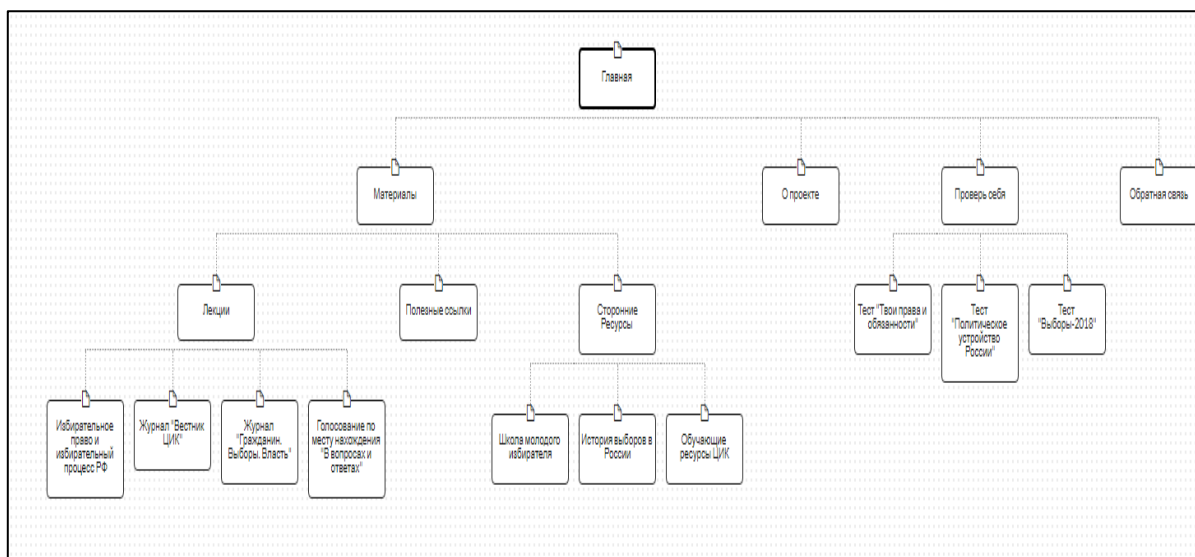 Главная
Материалы
О проекте
Проверь себя
Обратная связь
Лекции
Полезные ссылки
Сторонние
Ресурсы
Тест "Твои права и
обязанности"
Тест
"Политическое
устройство
России"
Тест
"Выборы-2018"
Избирательное
право и
избирательный
процесс РФ
Журнал "Вестник
ЦИК"
Журнал
"Гражданин.
Выборы. Власть"
Голосование по
месту нахождения
"В вопросах и
ответах"
Школа молодого
избирателя
История выборов в
России
Обучающие
ресурсы ЦИК